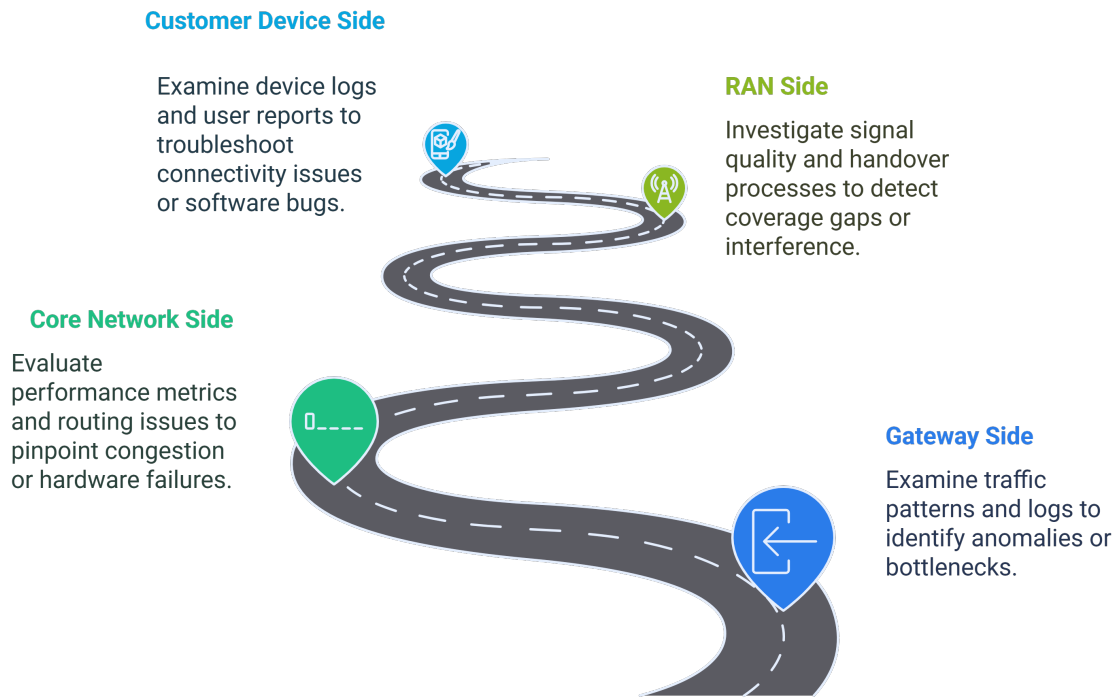 Customer Device Side
Examine device logs
and user reports to
troubleshoot
connectivity issues
or software bugs.
RAN Side
Investigate signal
quality and handover
processes to detect
coverage gaps or
interference.
Core Network Side
Evaluate
performance metrics
and routing issues to
pinpoint congestion
or hardware failures.
Gateway Side
Examine traffic
patterns and logs to
identify anomalies or
bottlenecks.